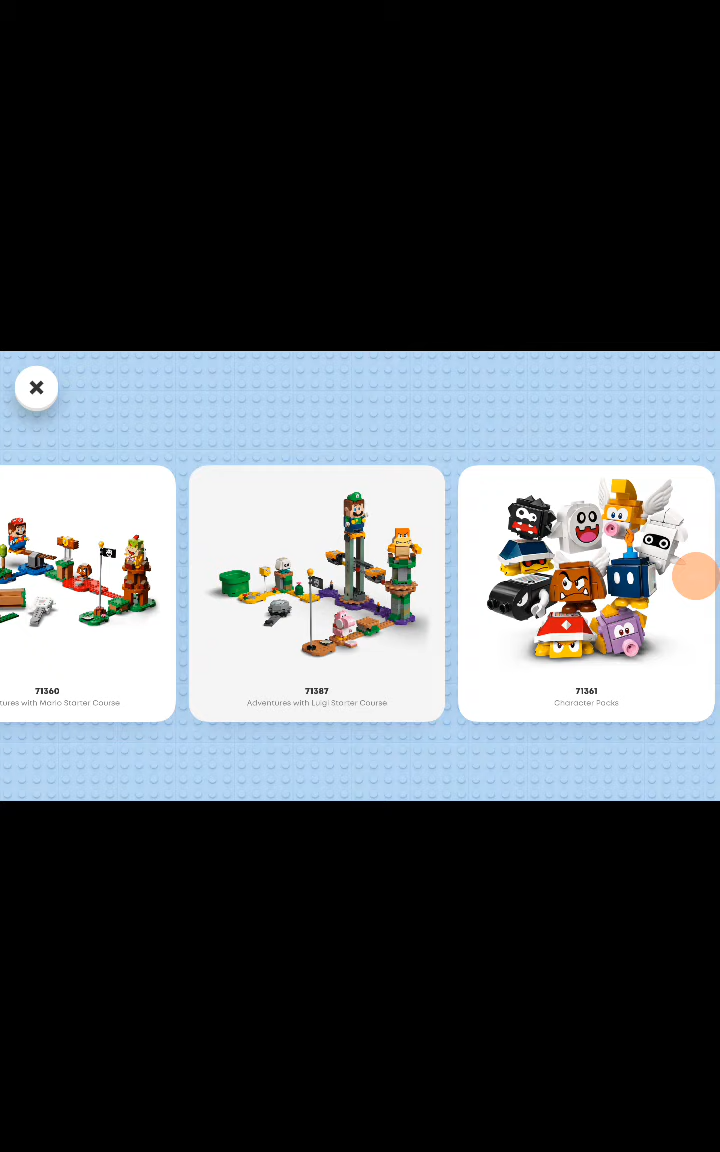 71360
tures with Mario Starter Course
71387
Adventures with Luigi Starter Course
71361
Character Packs